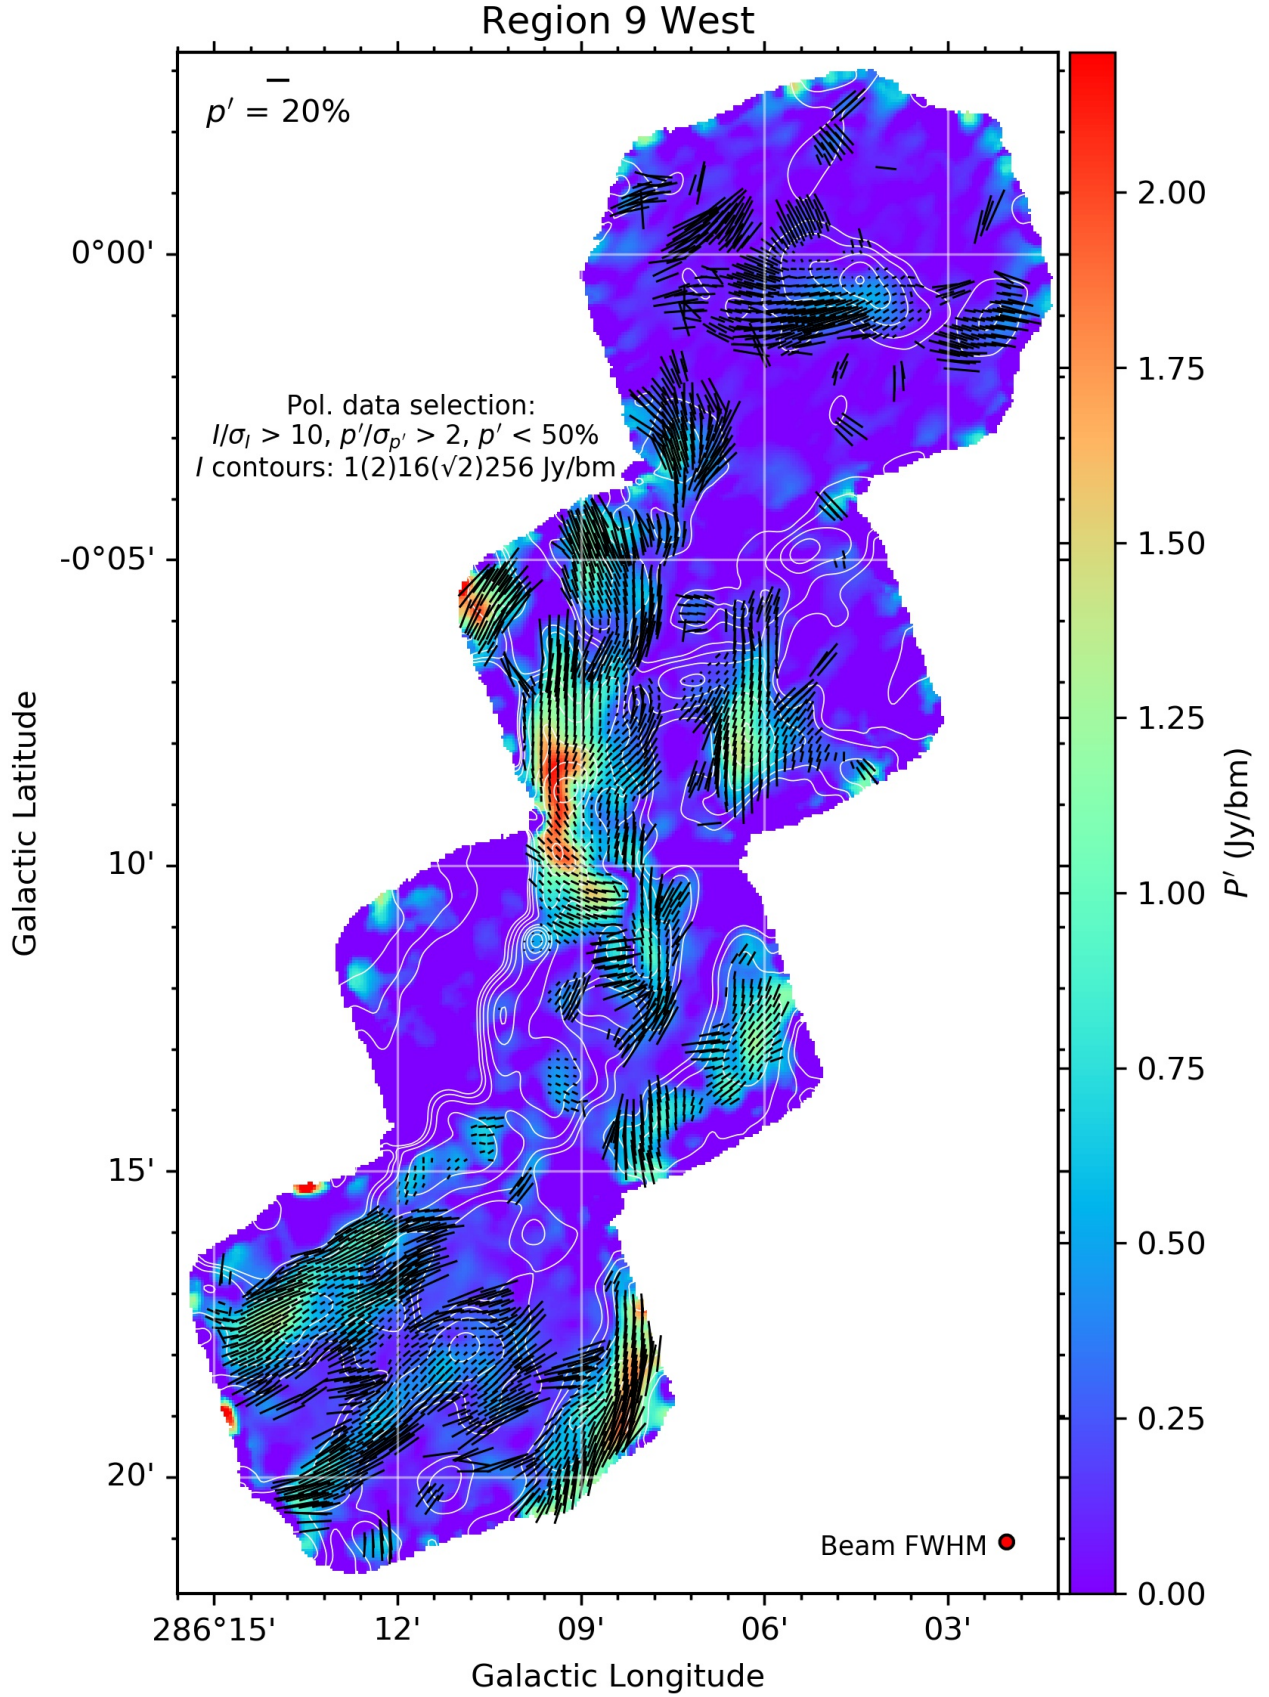 Region 9 West
p′ = 20%
Pol. data selection:
I/σ_I > 10, p′/σ_p′ > 2, p′ < 50%
I contours: 1(2)16(√2)256 Jy/bm
0°00'
-0°05'
10'
15'
20'
Galactic Latitude
286°15'
12'
09'
06'
03'
Galactic Longitude
Beam FWHM
2.00
1.75
1.50
1.25
1.00
0.75
0.50
0.25
0.00
P′ (Jy/bm)